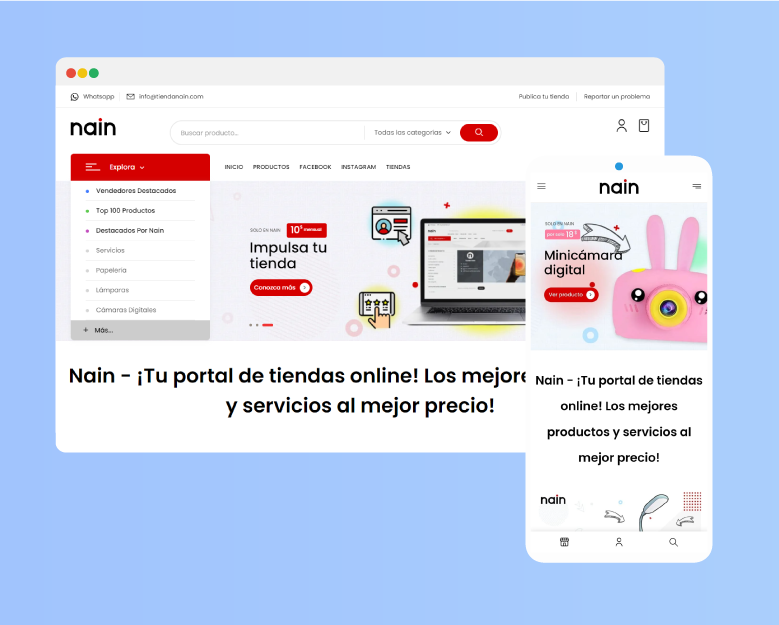 Whatsapp
info@tiendanain.com
Publica tu tienda
Reportar un problema
nain
Buscar producto...
Todas las categorías
Explora
INICIO
PRODUCTOS
FACEBOOK
INSTAGRAM
TIENDAS
Vendedores Destacados
Top 100 Productos
Destacados Por Nain
Servicios
Papelería
Lámparas
Cámaras Digitales
+ Más...
SOLO EN NAIN
10$ mensual
Impulsa tu
tienda
Conozca más
Nain - ¡Tu portal de tiendas online! Los mejore
y servicios al mejor precio!
nain
SOLO EN NAIN
por solo 18$
Minicámara
digital
Ver producto
Nain - ¡Tu portal de tiendas
online! Los mejores
productos y servicios al
mejor precio!
nain